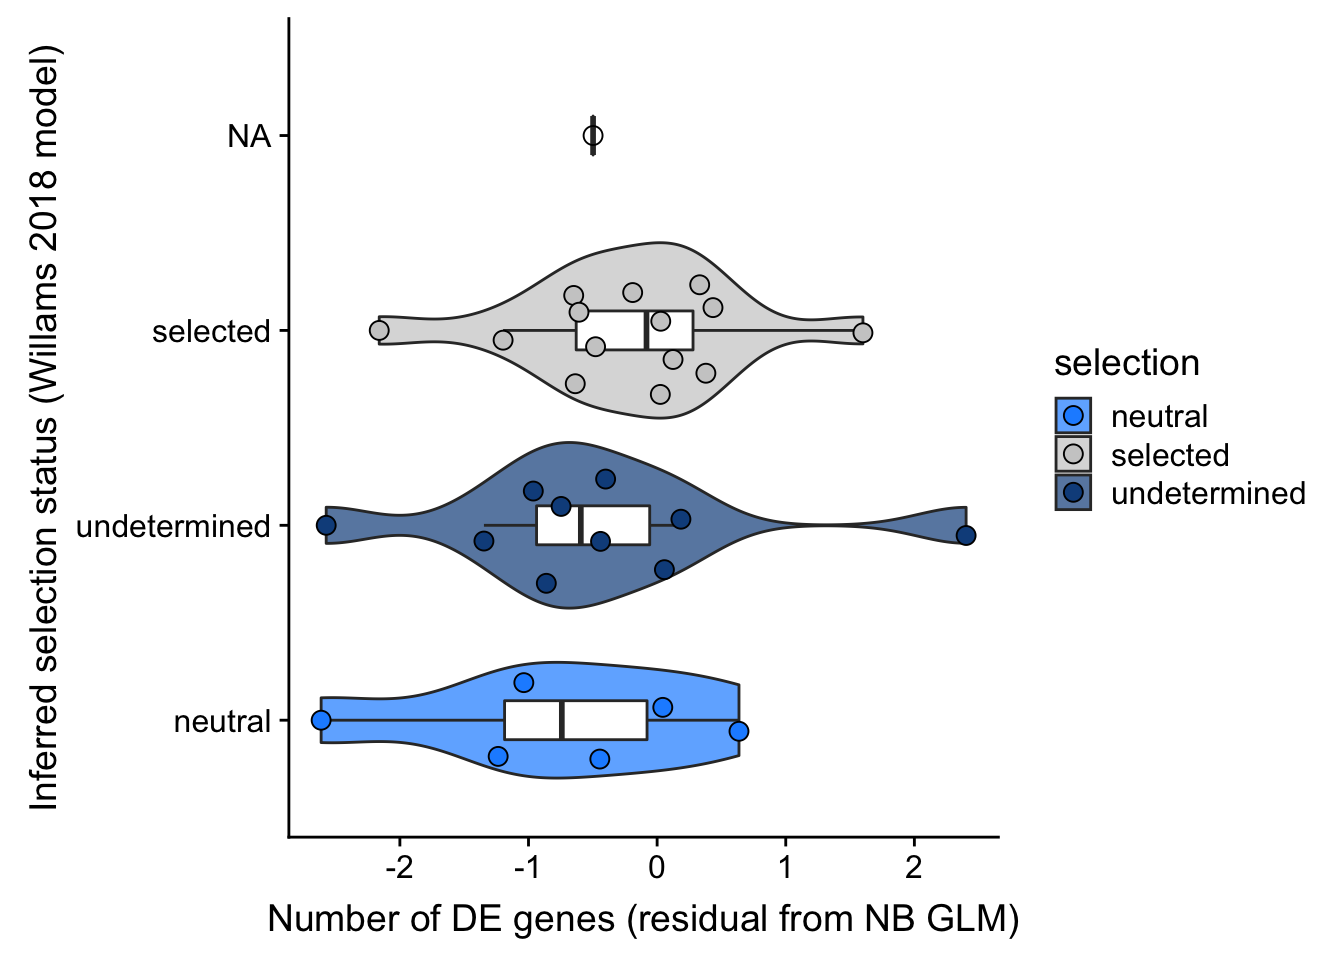 Inferred selection status (Willams 2018 model)
NA
selected
undetermined
neutral
-2 -1 0 1 2
Number of DE genes (residual from NB GLM)
selection
neutral
selected
undetermined